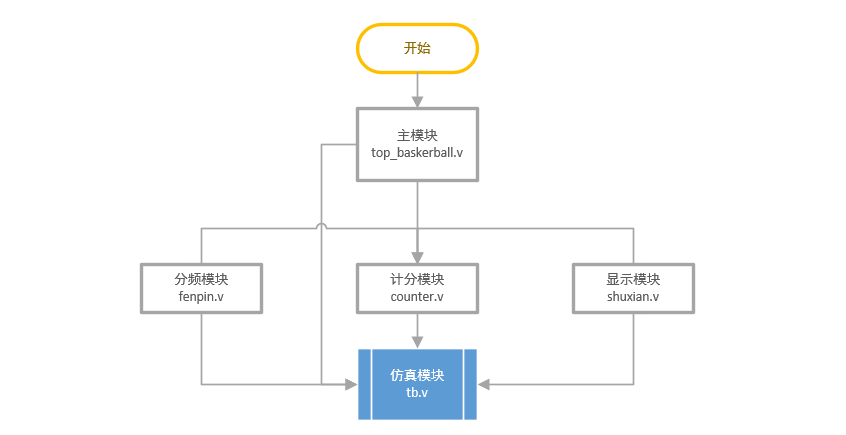 开始
主模块
top_baskerball.v
分频模块
fenpin.v
计分模块
counter.v
显示模块
shuxian.v
仿真模块
tb.v